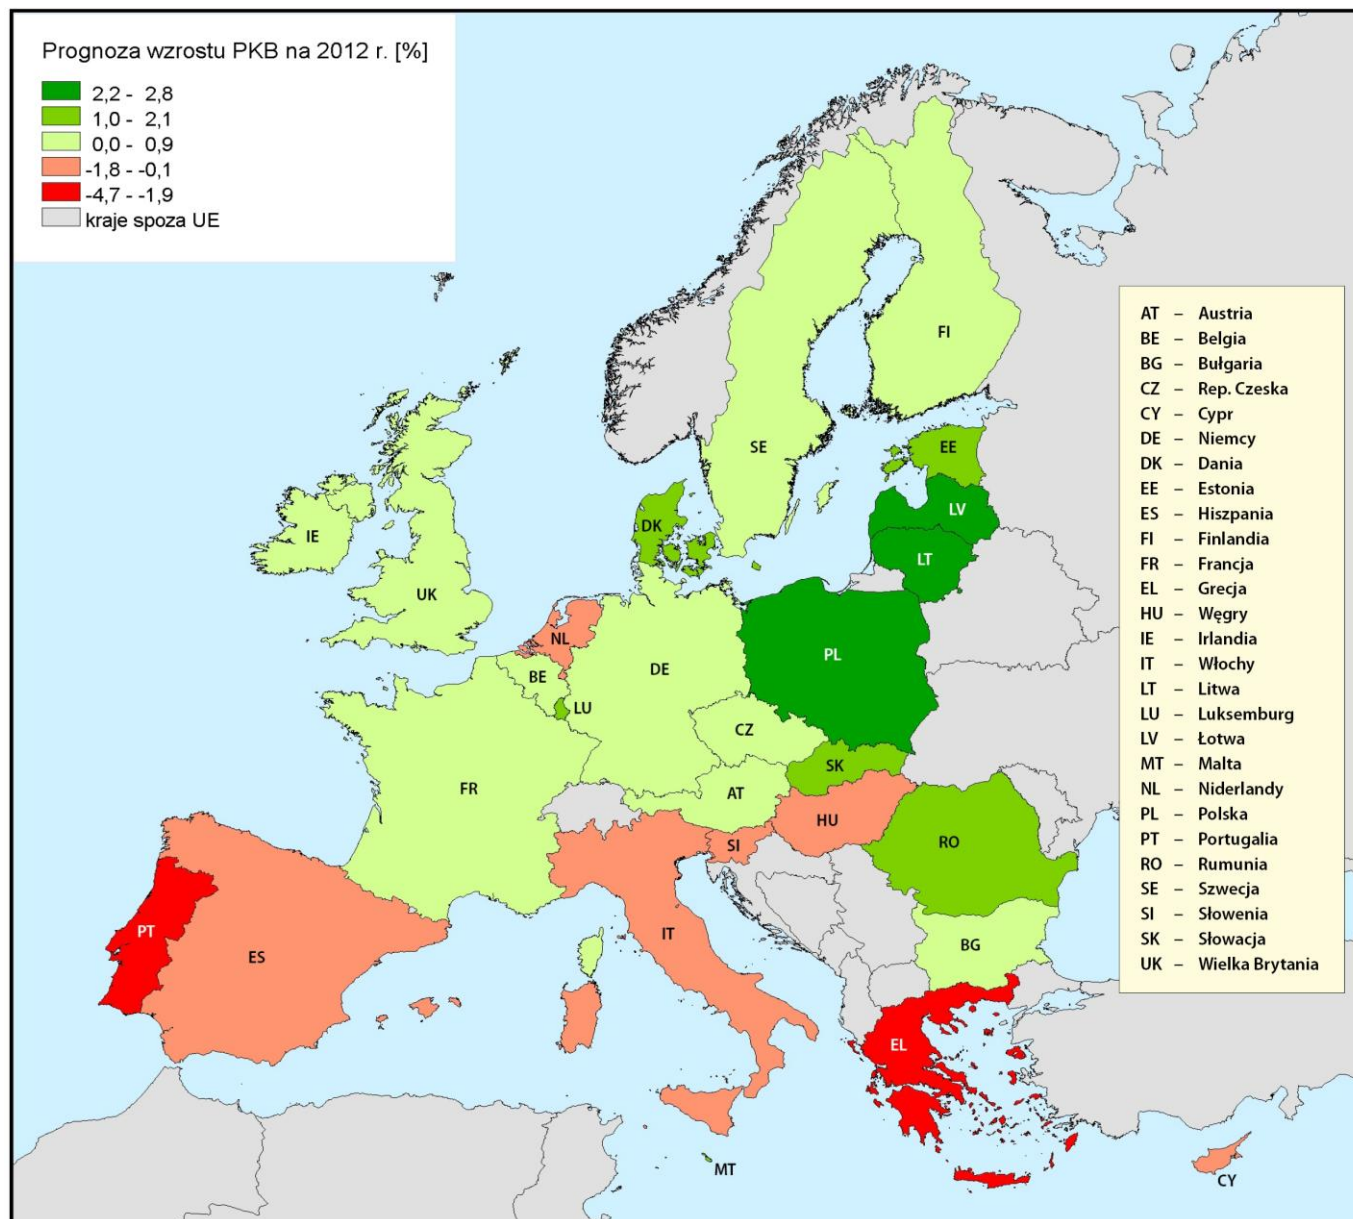 Prognoza wzrostu PKB na 2012 r. [%]
2,2 - 2,8
1,0 - 2,1
0,0 - 0,9
-1,8 - -0,1
-4,7 - -1,9
kraje spoza UE
FI
SE
EE
LV
DK
LT
IE
UK
NL
PL
DE
BE
LU
CZ
SK
FR
AT
HU
SI
RO
PT
IT
BG
ES
EL
MT
CY
AT – Austria
BE – Belgia
BG – Bułgaria
CZ – Rep. Czeska
CY – Cypr
DE – Niemcy
DK – Dania
EE – Estonia
ES – Hiszpania
FI – Finlandia
FR – Francja
EL – Grecja
HU – Węgry
IE – Irlandia
IT – Włochy
LT – Litwa
LU – Luksemburg
LV – Łotwa
MT – Malta
NL – Niderlandy
PL – Polska
PT – Portugalia
RO – Rumunia
SE – Szwecja
SI – Słowenia
SK – Słowacja
UK – Wielka Brytania